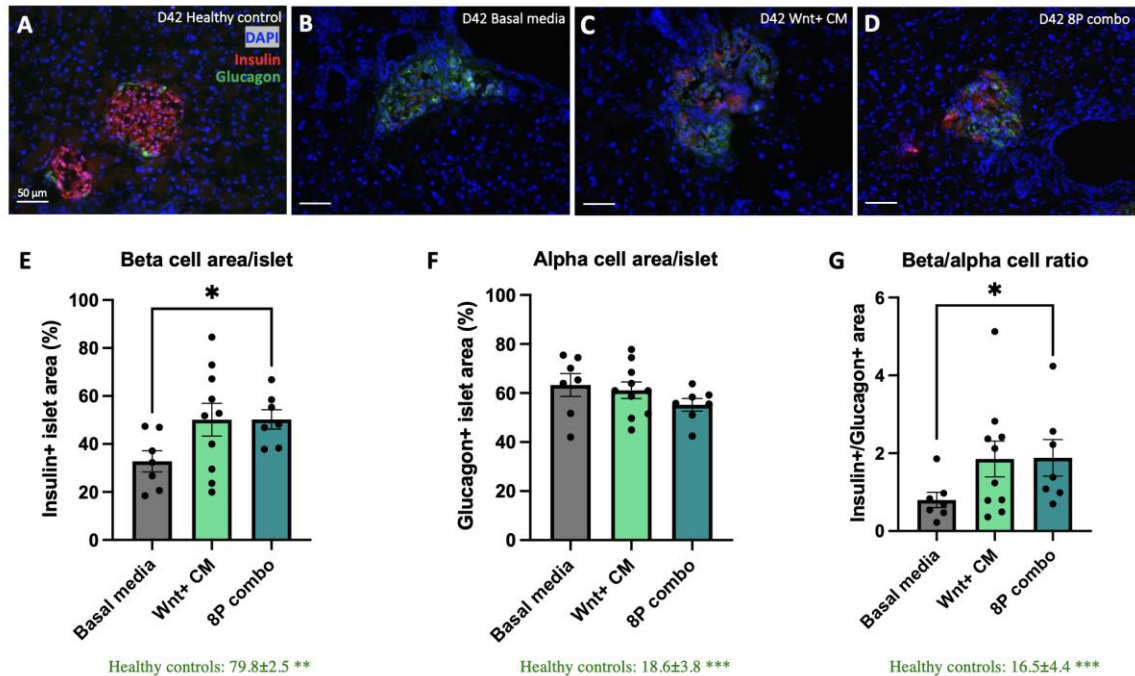 A
D42 Healthy control
DAPI
Insulin
Glucagon
50 µm
B
D42 Basal media
C
D42 Wnt+ CM
D
D42 8P combo
E
Beta cell area/islet
Insulin+ islet area (%)
100
80
60
40
20
0
*
Basal media
Wnt+ CM
8P combo
Healthy controls: 79.8±2.5 **
F
Alpha cell area/islet
Glucagon+ islet area (%)
100
80
60
40
20
0
Basal media
Wnt+ CM
8P combo
Healthy controls: 18.6±3.8 ***
G
Beta/alpha cell ratio
Insulin+/Glucagon+ area
6
4
2
0
*
Basal media
Wnt+ CM
8P combo
Healthy controls: 16.5±4.4 ***